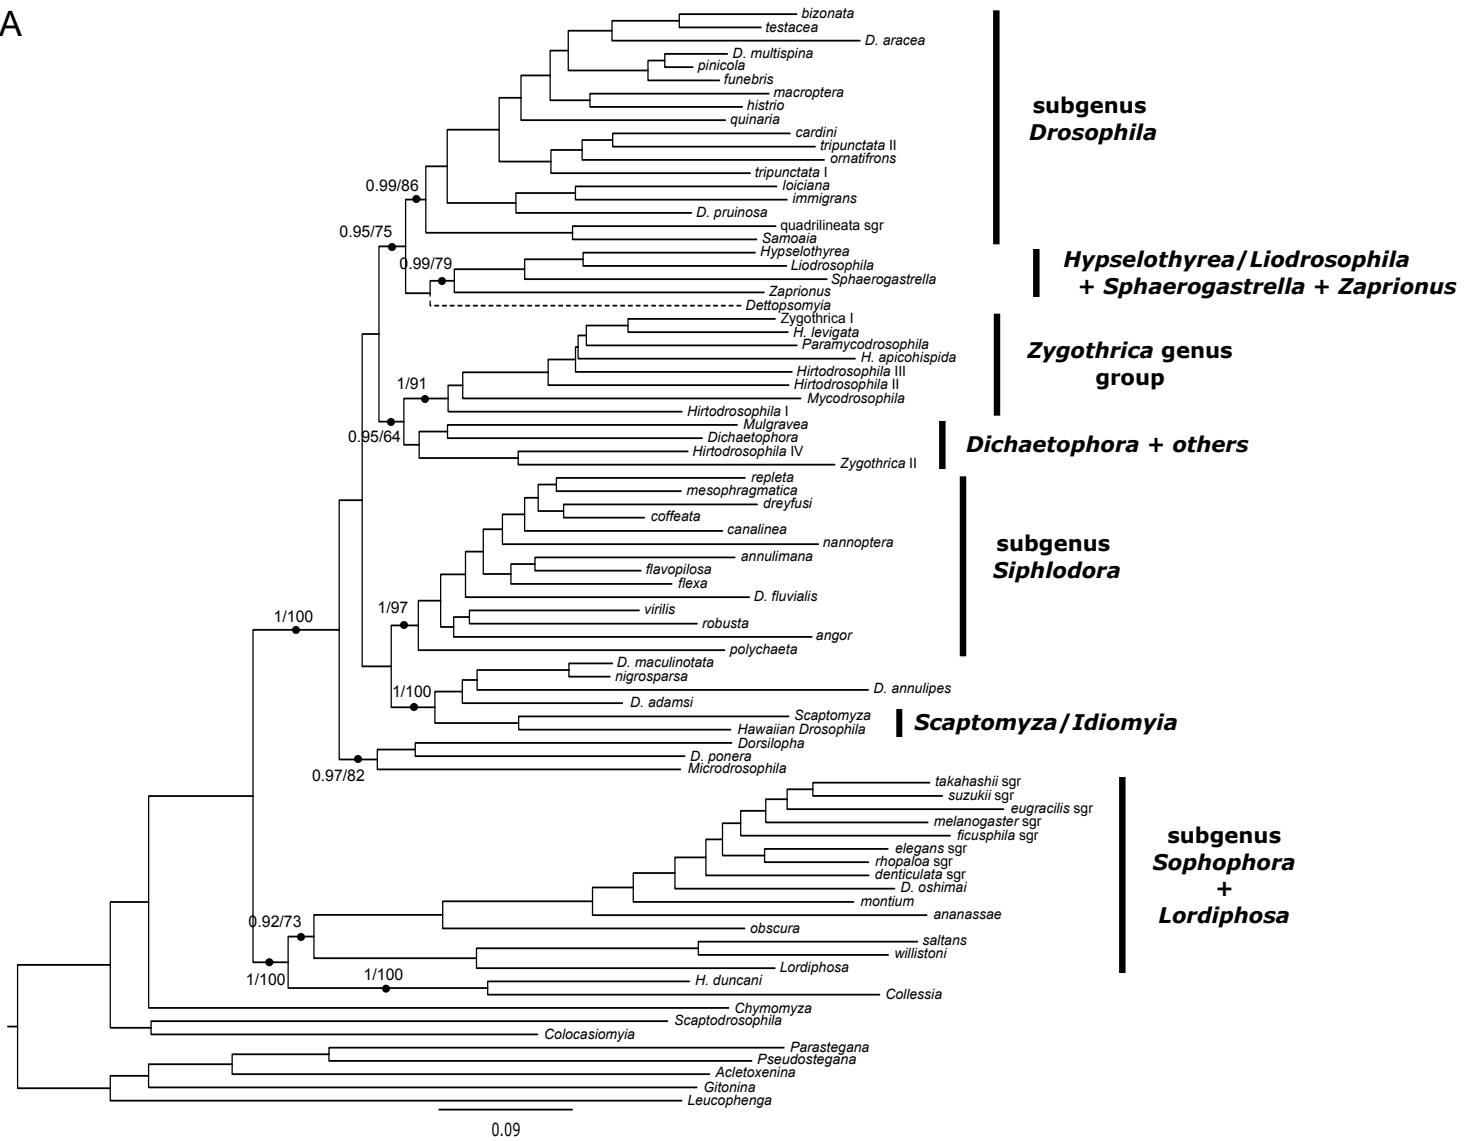 A
bizonata
testacea
D. aracea
D. multispina
pinicola
funebris
macroptera
histrio
quinaria
cardini
tripunctata II
ornatifrons
tripunctata I
loiciana
immigrans
D. pruinosa
quadrilineata sgr
Samoaia
Hypselothyrea
Liodrosophila
Sphaerogastrella
Zaprionus
Dettopsomyia
Zygothrica I
H. levigata
Paramycodrosophila
H. apicohispida
Hirtodrosophila III
Hirtodrosophila II
Mycodrosophila
Hirtodrosophila I
Mulgravea
Dichaetophora
Hirtodrosophila IV
Zygothrica II
repleta
mesophragmatica
dreyfusi
coffeata
canalinea
nannoptera
annulimana
flavopilosa
flexa
D. fluvialis
virilis
robusta
angor
polychaeta
D. maculinotata
nigrosparsa
D. annulipes
D. adamsi
Scaptomyza
Hawaiian Drosophila
Dorsilopha
D. ponera
Microdrosophila
takahashii sgr
suzukii sgr
eugracilis sgr
melanogaster sgr
ficusphila sgr
elegans sgr
rhopaloa sgr
denticulata sgr
D. oshimai
montium
ananassae
obscura
saltans
willistoni
Lordiphosa
H. duncani
Collessia
Chymomyza
Scaptodrosophila
Colocasiomyia
Parastegana
Pseudostegana
Acletoxenina
Gitonina
Leucophenga
0.99/86
0.95/75
0.99/79
1/91
0.95/64
1/97
1/100
1/100
0.97/82
0.92/73
1/100
1/100
0.09
subgenus
Drosophila
Hypselothyrea/Liodrosophila
+ Sphaerogastrella + Zaprionus
Zygothrica genus
group
Dichaetophora + others
subgenus
Siphlodora
Scaptomyza/Idiomyia
subgenus
Sophophora
+
Lordiphosa